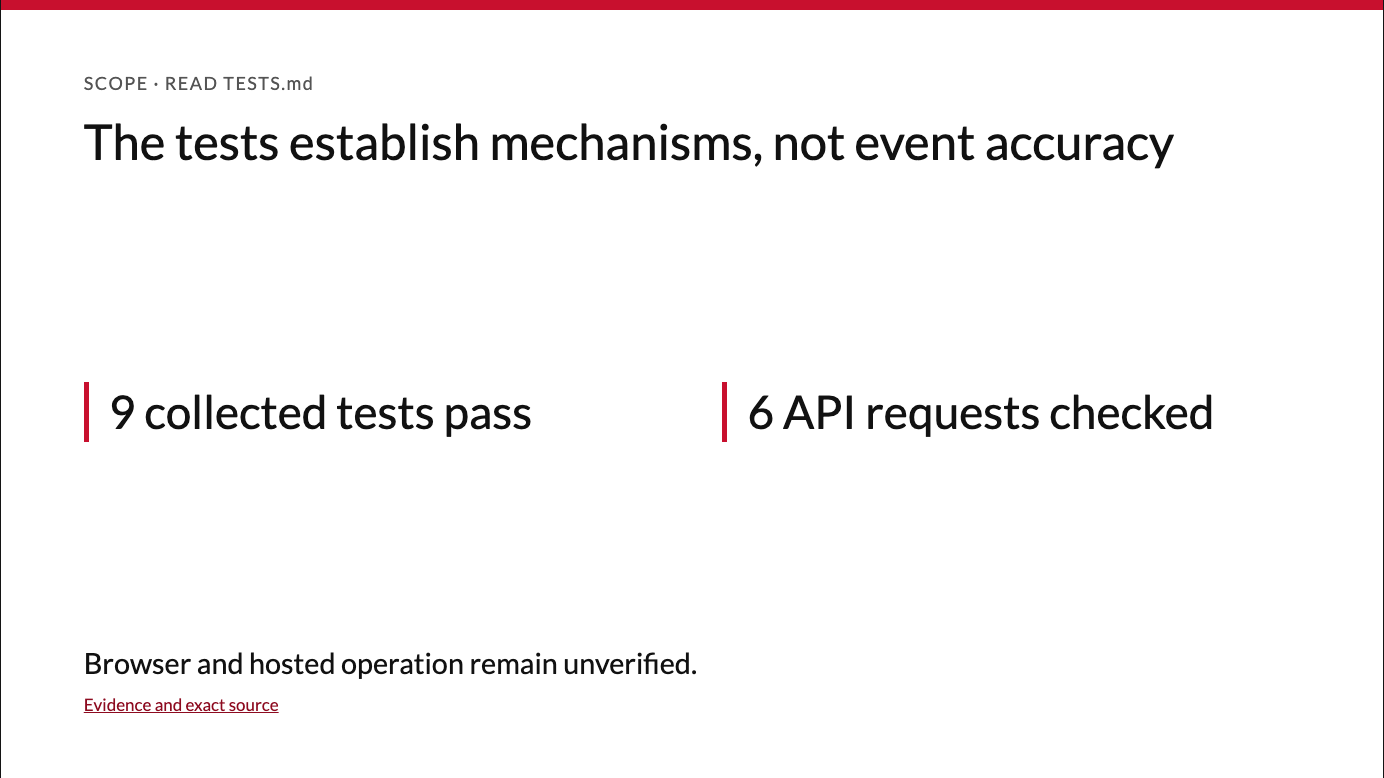 SCOPE · READ TESTS.md
The tests establish mechanisms, not event accuracy
9 collected tests pass
6 API requests checked
Browser and hosted operation remain unverified.
Evidence and exact source